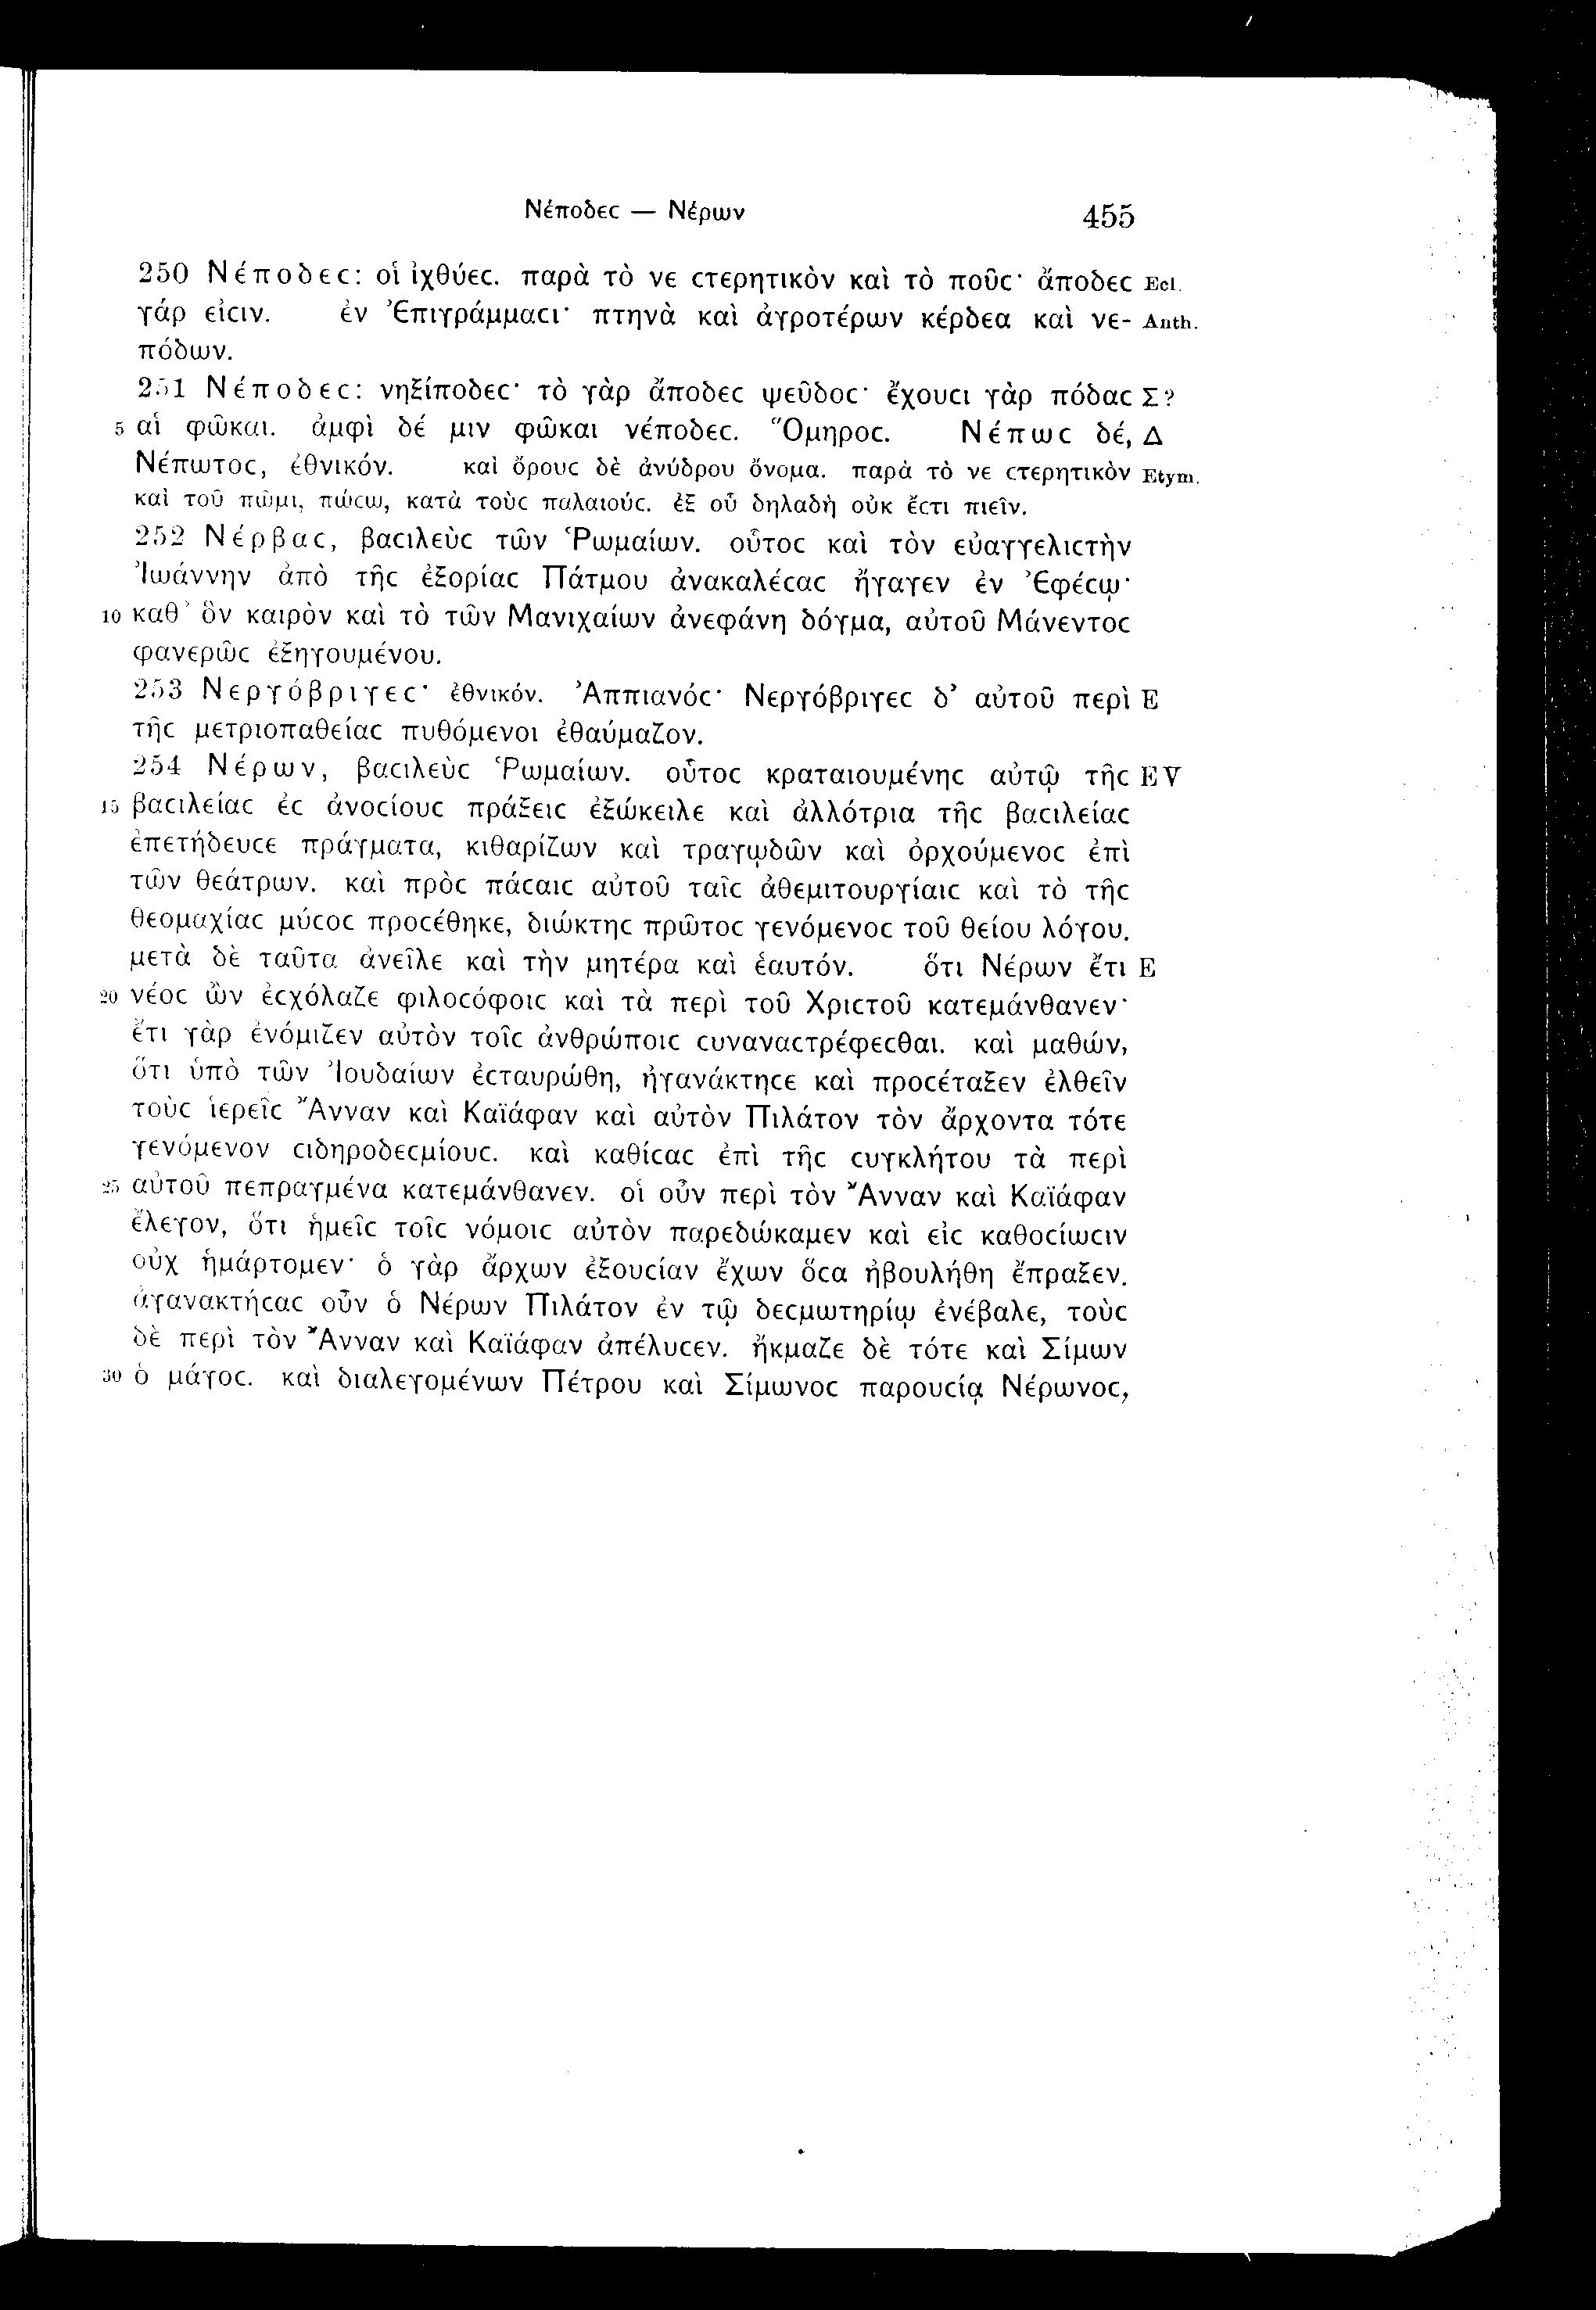 Νέποδεϲ — Νέρων 455
250 Νέποδεϲ: οἱ ἰχθύεϲ. παρὰ τὸ νε ϲτερητικὸν καὶ τὸ ποῦϲ· ἄποδεϲ Ecl.
γάρ εἰϲιν. ἐν Ἐπιγράμμαϲι· πτηνὰ καὶ ἀγροτέρων κέρδεα καὶ νε- Anth.
πόδων.
251 Νέποδεϲ: νηξίποδεϲ· τὸ γὰρ ἄποδεϲ ψεῦδοϲ· ἔχουϲι γὰρ πόδαϲ Σ?
5 αἱ φῶκαι. ἀμφὶ δέ μιν φῶκαι νέποδεϲ. Ὅμηροϲ. Νέπωϲ δέ, Δ
Νέπωτοϲ, ἐθνικόν. καὶ ὄρουϲ δὲ ἀνύδρου ὄνομα. παρὰ τὸ νε ϲτερητικὸν Etym.
καὶ τοῦ πῶμι, πώϲω, κατὰ τοὺϲ παλαιούϲ. ἐξ οὗ δηλαδὴ οὐκ ἔϲτι πιεῖν.
252 Νέρβαϲ, βαϲιλεὺϲ τῶν Ῥωμαίων. οὗτοϲ καὶ τὸν εὐαγγελιϲτὴν
Ἰωάννην ἀπὸ τῆϲ ἐξορίαϲ Πάτμου ἀνακαλέϲαϲ ἤγαγεν ἐν Ἐφέϲῳ·
10 καθ’ ὃν καιρὸν καὶ τὸ τῶν Μανιχαίων ἀνεφάνη δόγμα, αὐτοῦ Μάνεντοϲ
φανερῶϲ ἐξηγουμένου.
253 Νεργόβριγεϲ· ἐθνικόν. Ἀππιανόϲ· Νεργόβριγεϲ δ’ αὐτοῦ περὶ E
τῆϲ μετριοπαθείαϲ πυθόμενοι ἐθαύμαζον.
254 Νέρων, βαϲιλεὺϲ Ῥωμαίων. οὗτοϲ κραταιουμένηϲ αὐτῷ τῆϲ EV
15 βαϲιλείαϲ ἐϲ ἀνοϲίουϲ πράξειϲ ἐξώκειλε καὶ ἀλλότρια τῆϲ βαϲιλείαϲ
ἐπετήδευϲε πράγματα, κιθαρίζων καὶ τραγῳδῶν καὶ ὀρχούμενοϲ ἐπὶ
τῶν θεάτρων. καὶ πρὸϲ πάϲαιϲ αὐτοῦ ταῖϲ ἀθεμιτουργίαιϲ καὶ τὸ τῆϲ
θεομαχίαϲ μύϲοϲ προϲέθηκε, διώκτηϲ πρῶτοϲ γενόμενοϲ τοῦ θείου λόγου.
μετὰ δὲ ταῦτα ἀνεῖλε καὶ τὴν μητέρα καὶ ἑαυτόν. ὅτι Νέρων ἔτι E
20 νέοϲ ὢν ἐϲχόλαζε φιλοϲόφοιϲ καὶ τὰ περὶ τοῦ Χριϲτοῦ κατεμάνθανεν·
ἔτι γὰρ ἐνόμιζεν αὐτὸν τοῖϲ ἀνθρώποιϲ ϲυναναϲτρέφεϲθαι. καὶ μαθών,
ὅτι ὑπὸ τῶν Ἰουδαίων ἐϲταυρώθη, ἠγανάκτηϲε καὶ προϲέταξεν ἐλθεῖν
τοὺϲ ἱερεῖϲ Ἄνναν καὶ Καϊάφαν καὶ αὐτὸν Πιλάτον τὸν ἄρχοντα τότε
γενόμενον ϲιδηροδεϲμίουϲ. καὶ καθίϲαϲ ἐπὶ τῆϲ ϲυγκλήτου τὰ περὶ
25 αὐτοῦ πεπραγμένα κατεμάνθανεν. οἱ οὖν περὶ τὸν Ἄνναν καὶ Καϊάφαν
ἔλεγον, ὅτι ἡμεῖϲ τοῖϲ νόμοιϲ αὐτὸν παρεδώκαμεν καὶ εἰϲ καθοϲίωϲιν
οὐχ ἡμάρτομεν· ὁ γὰρ ἄρχων ἐξουϲίαν ἔχων ὅϲα ἠβουλήθη ἔπραξεν.
ἀγανακτήϲαϲ οὖν ὁ Νέρων Πιλάτον ἐν τῷ δεϲμωτηρίῳ ἐνέβαλε, τοὺϲ
δὲ περὶ τὸν Ἄνναν καὶ Καϊάφαν ἀπέλυϲεν. ἤκμαζε δὲ τότε καὶ Σίμων
30 ὁ μάγοϲ. καὶ διαλεγομένων Πέτρου καὶ Σίμωνοϲ παρουϲίᾳ Νέρωνοϲ,